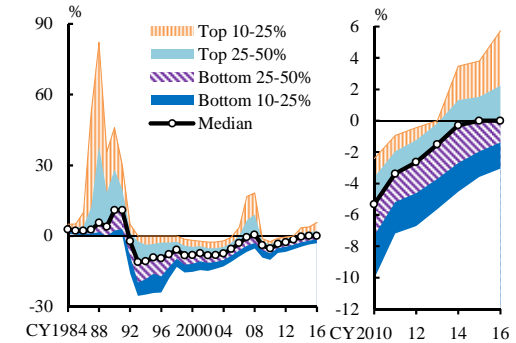 %
90
60
30
0
-30
CY1984 88 92 96 2000 04 08 12 16
Top 10-25%
Top 25-50%
Bottom 25-50%
Bottom 10-25%
Median
%
6
4
2
0
-2
-4
-6
-8
-10
-12
CY2010 12 14 16